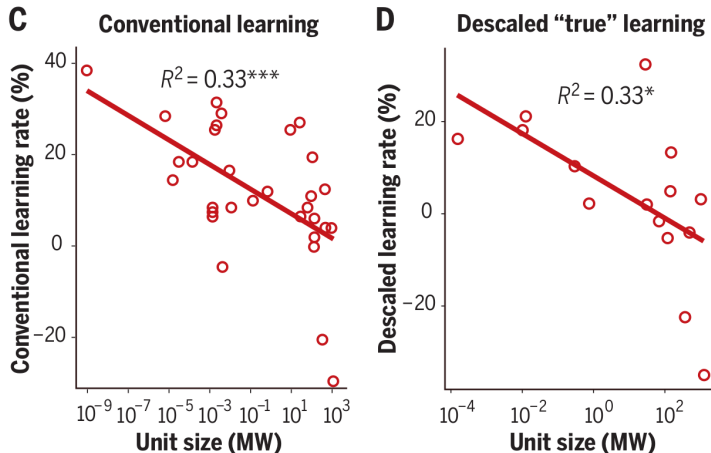 C Conventional learning
R² = 0.33***
Conventional learning rate (%)
40
20
0
−20
10⁻⁹ 10⁻⁷ 10⁻⁵ 10⁻³ 10⁻¹ 10¹ 10³
Unit size (MW)
D Descaled “true” learning
R² = 0.33*
Descaled learning rate (%)
20
0
−20
10⁻⁴ 10⁻² 10⁰ 10²
Unit size (MW)